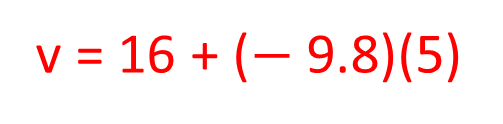 v = 16 + (— 9.8)(5)